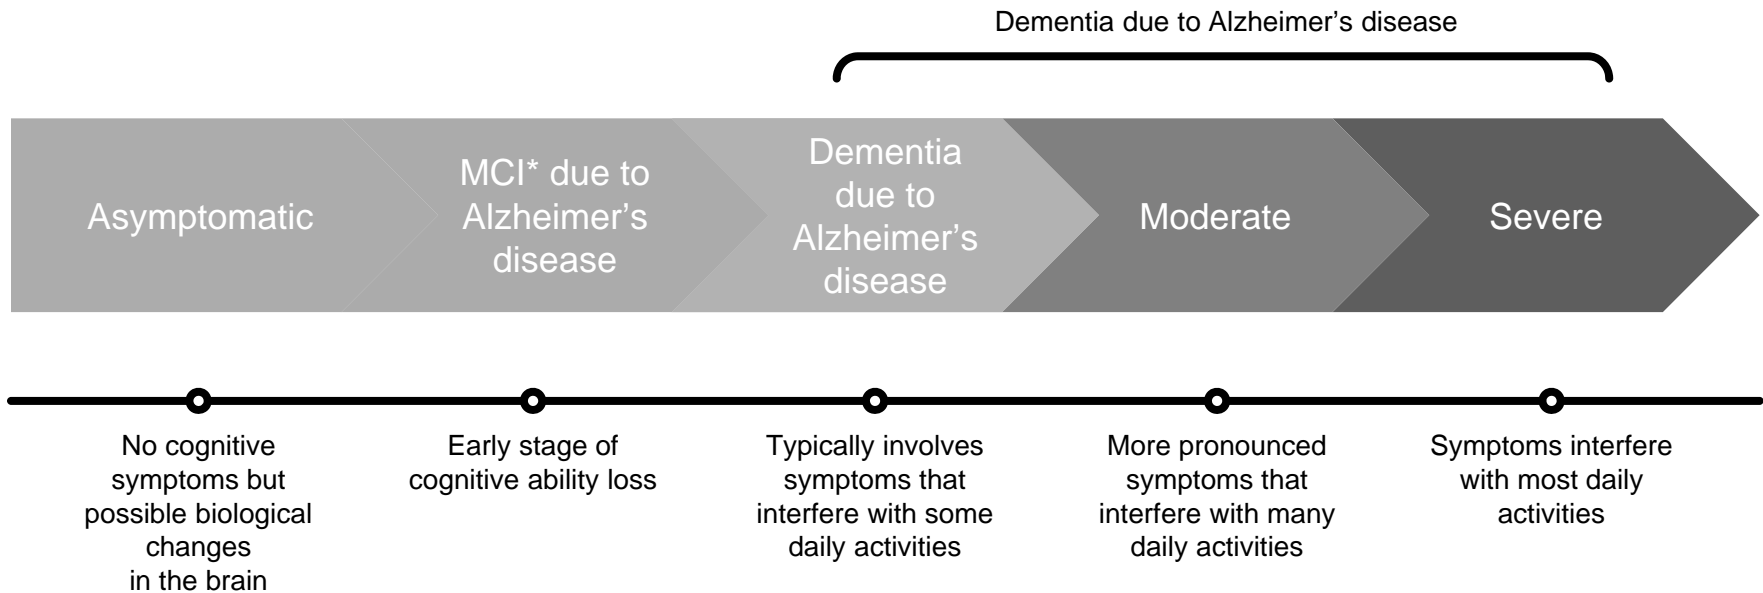 Dementia due to Alzheimer’s disease
Asymptomatic
MCI* due to
Alzheimer’s
disease
Dementia
due to
Alzheimer’s
disease
Moderate
Severe
No cognitive
symptoms but
possible biological
changes
in the brain
Early stage of
cognitive ability loss
Typically involves
symptoms that
interfere with some
daily activities
More pronounced
symptoms that
interfere with many
daily activities
Symptoms interfere
with most daily
activities